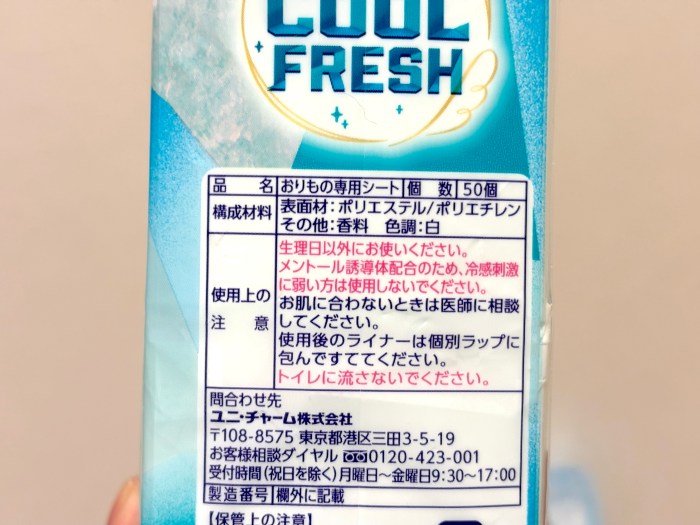 COOL
FRESH
品 名 おりもの専用シート 個 数 50個
構成材料 表面材:ポリエステル/ポリエチレン
その他:香料 色調:白
使用上の
注 意
生理日以外にお使いください。
メントール誘導体配合のため、冷感刺激
に弱い方は使用しないでください。
お肌に合わないときは医師に相談
してください。
使用後のライナーは個別ラップに
包んですててください。
トイレに流さないでください。
問合わせ先
ユニ・チャーム株式会社
〒108-8575 東京都港区三田3-5-19
お客様相談ダイヤル 0120-423-001
受付時間(祝日を除く)月曜日~金曜日9:30~17:00
製造番号 欄外に記載
【保管上の注意】